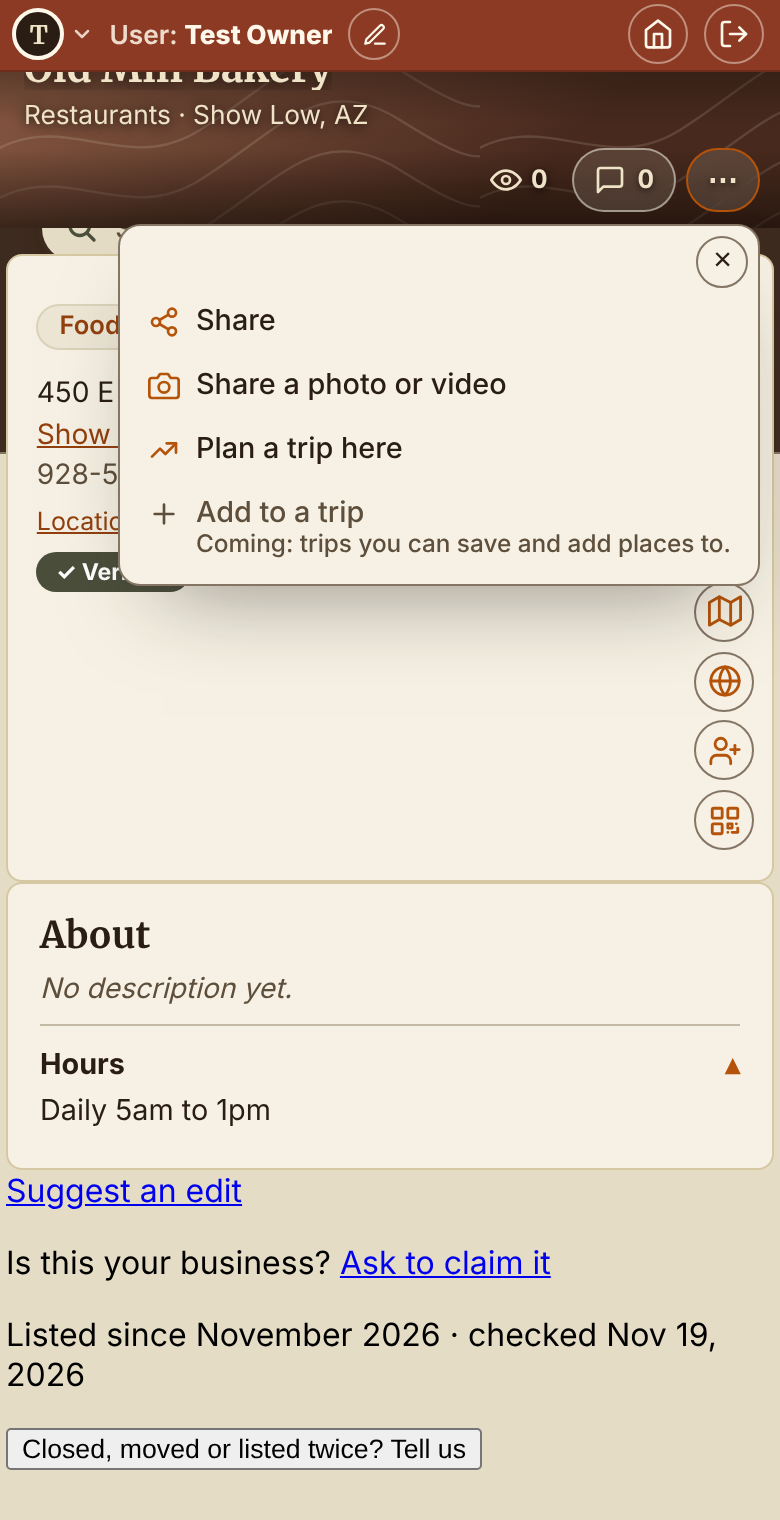 T
User: Test Owner
Old Mill Bakery
Restaurants · Show Low, AZ
0
0
...
Share
Food
Share a photo or video
450 E
Show
Plan a trip here
928-5
Add to a trip
Coming: trips you can save and add places to.
About
No description yet.
Hours
Daily 5am to 1pm
Suggest an edit
Is this your business? Ask to claim it
Listed since November 2026 · checked Nov 19,
2026
Closed, moved or listed twice? Tell us